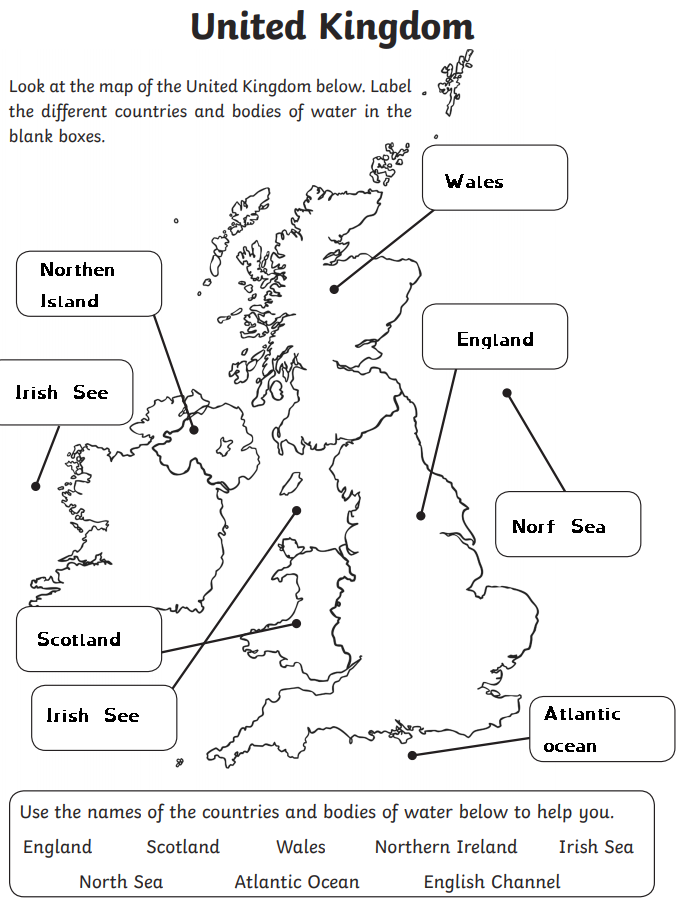 United Kingdom
Look at the map of the United Kingdom below. Label
the different countries and bodies of water in the
blank boxes.
Wales
Northen
Island
England
Irish See
Norf Sea
Scotland
Irish See
Atlantic
ocean
Use the names of the countries and bodies of water below to help you.
England Scotland Wales Northern Ireland Irish Sea
North Sea Atlantic Ocean English Channel